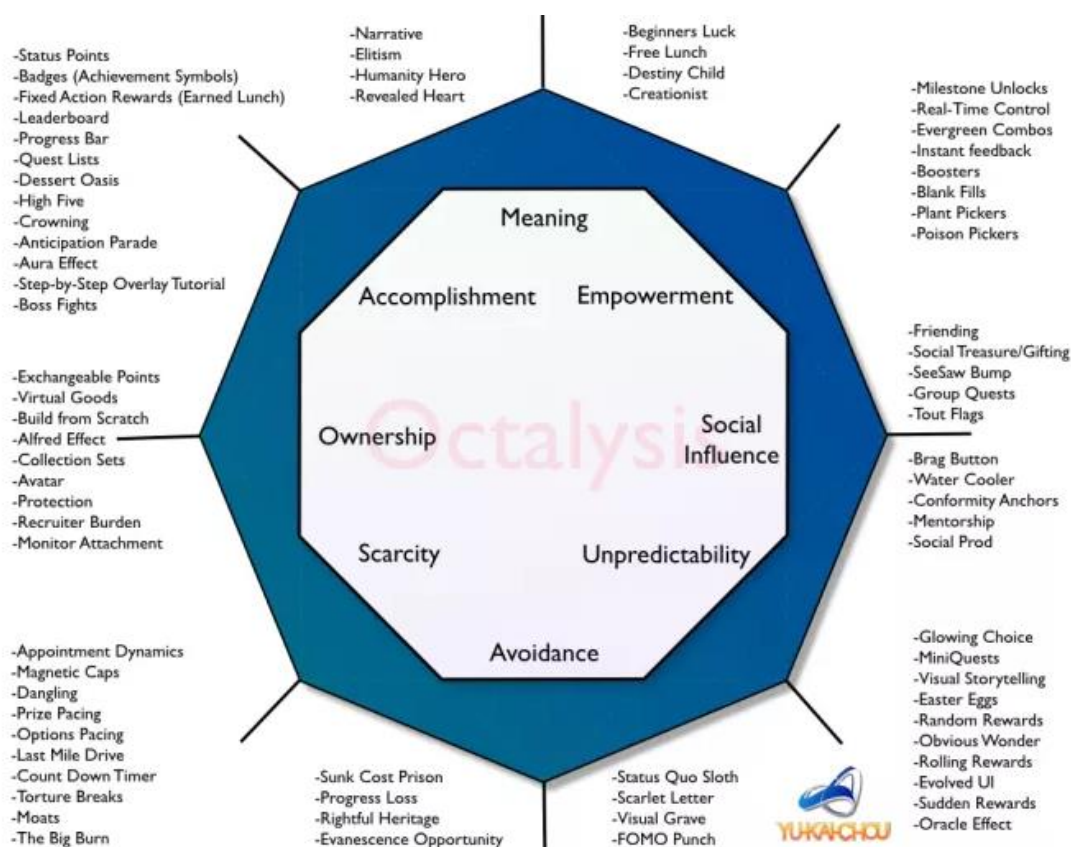 -Narrative
-Elitism
-Humanity Hero
-Revealed Heart
-Beginners Luck
-Free Lunch
-Destiny Child
-Creationist
-Status Points
-Badges (Achievement Symbols)
-Fixed Action Rewards (Earned Lunch)
-Leaderboard
-Progress Bar
-Quest Lists
-Dessert Oasis
-High Five
-Crowning
-Anticipation Parade
-Aura Effect
-Step-by-Step Overlay Tutorial
-Boss Fights
-Milestone Unlocks
-Real-Time Control
-Evergreen Combos
-Instant feedback
-Boosters
-Blank Fills
-Plant Pickers
-Poison Pickers
Meaning
Accomplishment
Empowerment
Ownership
Octalysis
Social
Influence
Scarcity
Unpredictability
Avoidance
-Exchangeable Points
-Virtual Goods
-Build from Scratch
-Alfred Effect
-Collection Sets
-Avatar
-Protection
-Recruiter Burden
-Monitor Attachment
-Friending
-Social Treasure/Gifting
-SeeSaw Bump
-Group Quests
-Tout Flags
-Brag Button
-Water Cooler
-Conformity Anchors
-Mentorship
-Social Prod
-Appointment Dynamics
-Magnetic Caps
-Dangling
-Prize Pacing
-Options Pacing
-Last Mile Drive
-Count Down Timer
-Torture Breaks
-Moats
-The Big Burn
-Sunk Cost Prison
-Progress Loss
-Rightful Heritage
-Evanescence Opportunity
-Status Quo Sloth
-Scarlet Letter
-Visual Grave
-FOMO Punch
YU-KAI-CHOU
-Glowing Choice
-MiniQuests
-Visual Storytelling
-Easter Eggs
-Random Rewards
-Obvious Wonder
-Rolling Rewards
-Evolved UI
-Sudden Rewards
-Oracle Effect